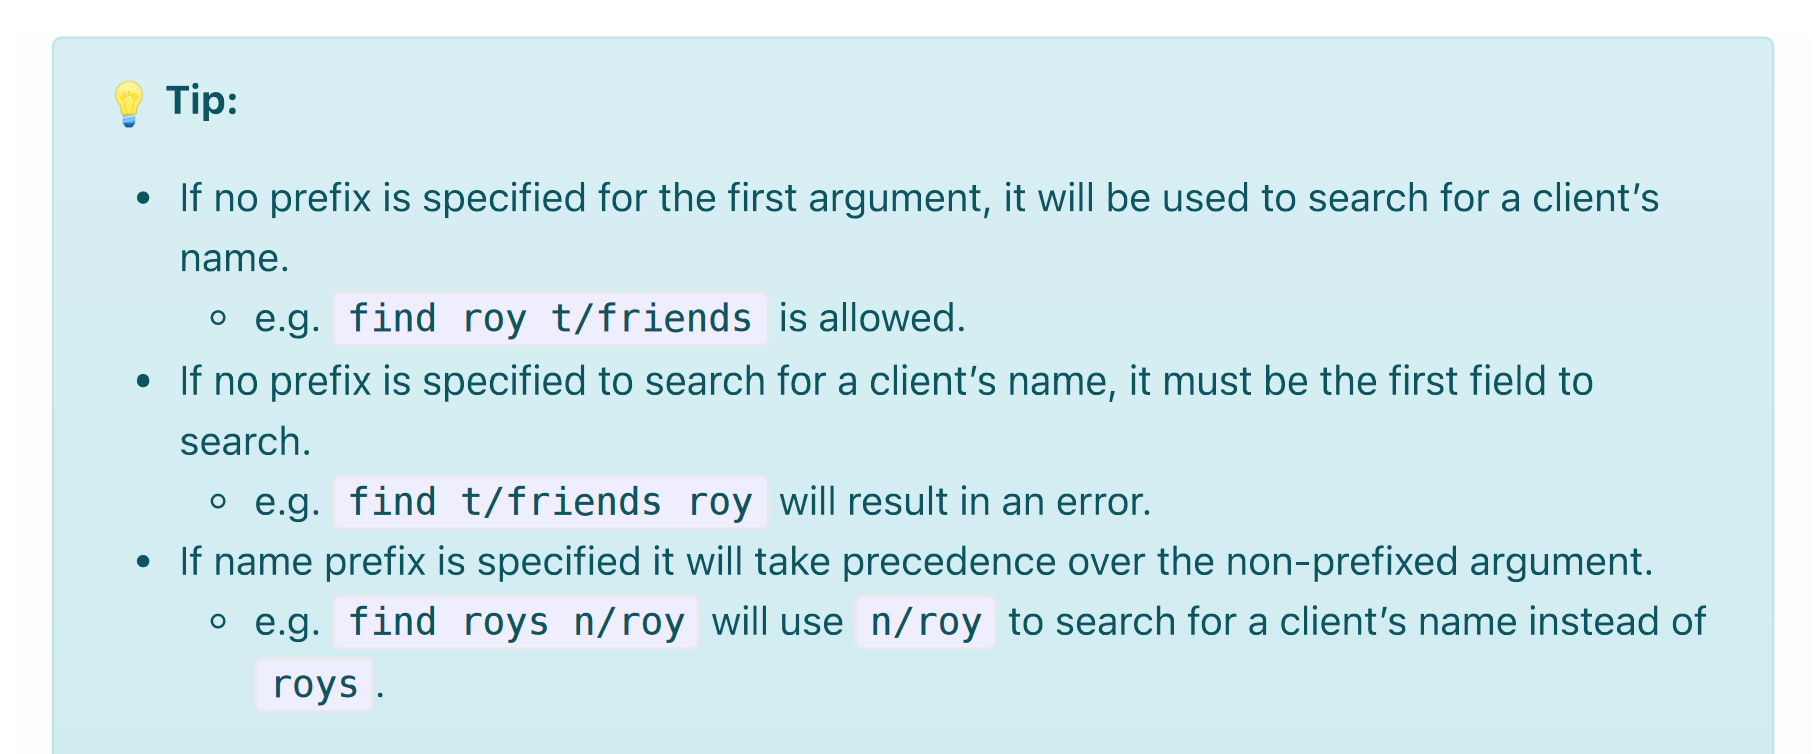 💡 Tip:
• If no prefix is specified for the first argument, it will be used to search for a client’s
name.
◦ e.g. find roy t/friends is allowed.
• If no prefix is specified to search for a client’s name, it must be the first field to
search.
◦ e.g. find t/friends roy will result in an error.
• If name prefix is specified it will take precedence over the non-prefixed argument.
◦ e.g. find roys n/roy will use n/roy to search for a client’s name instead of
roys .